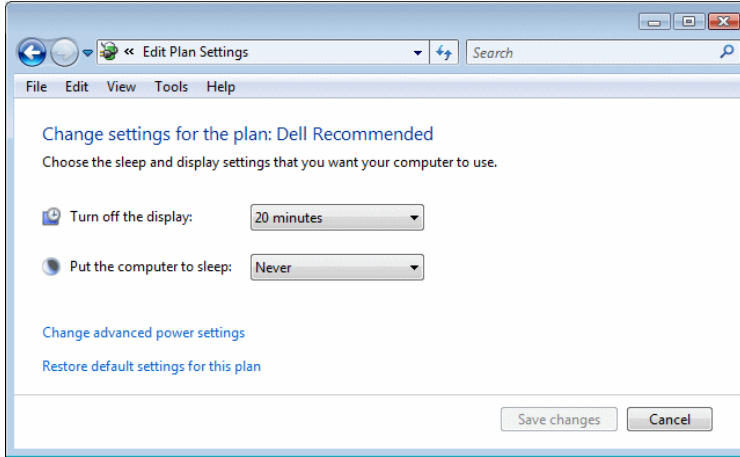 « Edit Plan Settings
Search
File Edit View Tools Help
Change settings for the plan: Dell Recommended
Choose the sleep and display settings that you want your computer to use.
Turn off the display: 20 minutes
Put the computer to sleep: Never
Change advanced power settings
Restore default settings for this plan
Save changes Cancel